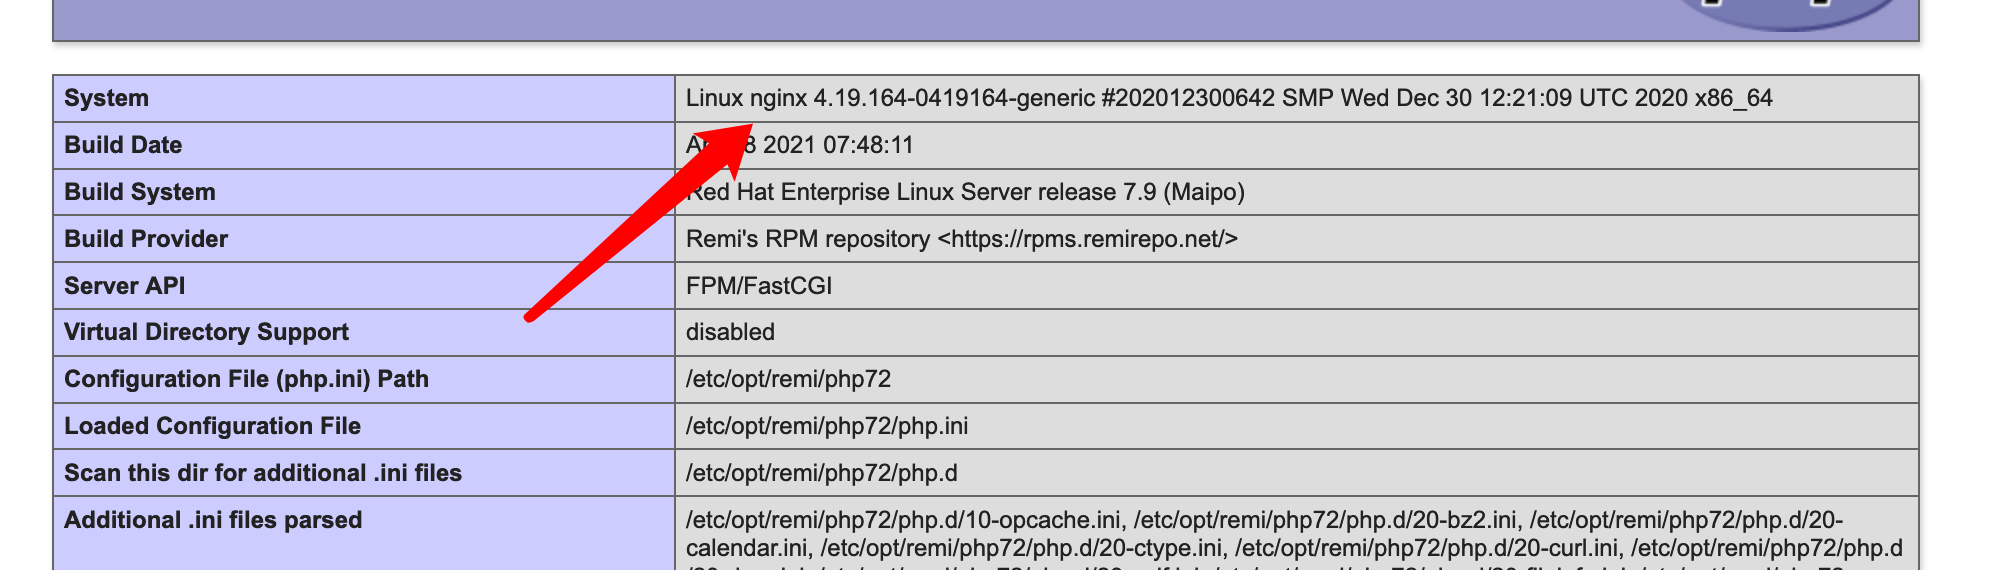 System Linux nginx 4.19.164-0419164-generic #202012300642 SMP Wed Dec 30 12:21:09 UTC 2020 x86_64
Build Date 2021 07:48:11
Build System Red Hat Enterprise Linux Server release 7.9 (Maipo)
Build Provider Remi's RPM repository <https://rpms.remirepo.net/>
Server API FPM/FastCGI
Virtual Directory Support disabled
Configuration File (php.ini) Path /etc/opt/remi/php72
Loaded Configuration File /etc/opt/remi/php72/php.ini
Scan this dir for additional .ini files /etc/opt/remi/php72/php.d
Additional .ini files parsed /etc/opt/remi/php72/php.d/10-opcache.ini, /etc/opt/remi/php72/php.d/20-bz2.ini, /etc/opt/remi/php72/php.d/20-
calendar.ini, /etc/opt/remi/php72/php.d/20-ctype.ini, /etc/opt/remi/php72/php.d/20-curl.ini, /etc/opt/remi/php72/php.d